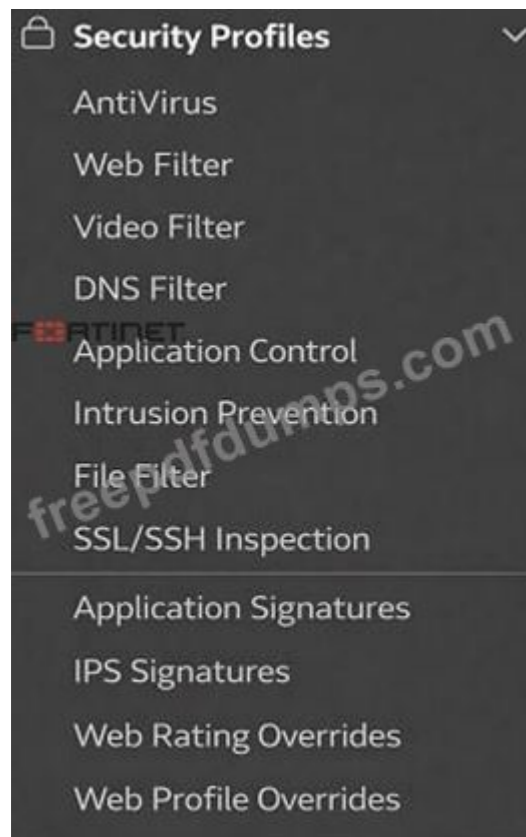 Security Profiles
AntiVirus
Web Filter
Video Filter
DNS Filter
FORTINET
Application Control
Intrusion Prevention
File Filter
freepdfdumps.com
SSL/SSH Inspection
Application Signatures
IPS Signatures
Web Rating Overrides
Web Profile Overrides